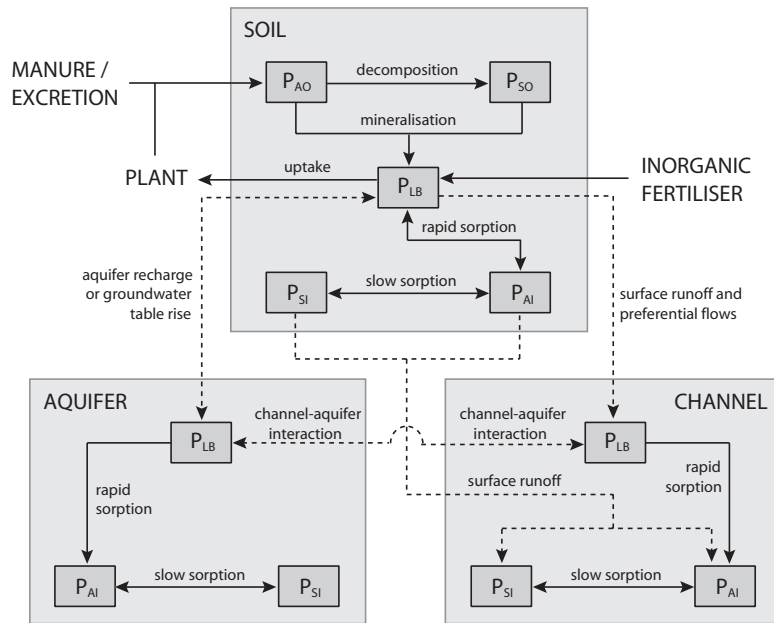 SOIL
MANURE /
EXCRETION
P_AO
decomposition
P_SO
mineralisation
PLANT
uptake
P_LB
INORGANIC
FERTILISER
rapid sorption
aquifer recharge
or groundwater
table rise
P_SI
slow sorption
P_AI
surface runoff and
preferential flows
AQUIFER
CHANNEL
P_LB
channel-aquifer
interaction
channel-aquifer
interaction
P_LB
rapid
sorption
surface runoff
rapid
sorption
P_AI
slow sorption
P_SI
P_SI
slow sorption
P_AI